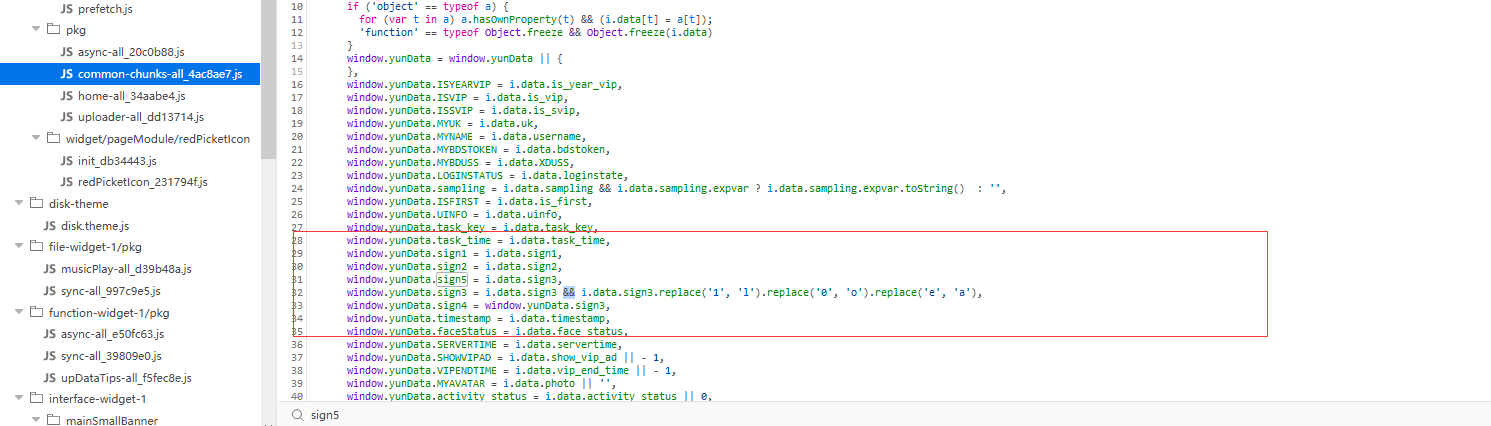 prefetch.js
pkg
JS async-all_20c0b88.js
JS common-chunks-all_4ac8ae7.js
JS home-all_34aabe4.js
JS uploader-all_dd13714.js
widget/pageModule/redPicketIcon
JS init_db34443.js
JS redPicketIcon_231794f.js
disk-theme
JS disk.theme.js
file-widget-1/pkg
JS musicPlay-all_d39b48a.js
JS sync-all_997c9e5.js
function-widget-1/pkg
JS async-all_e50fc63.js
JS sync-all_39809e0.js
JS upDataTips-all_f5fec8e.js
interface-widget-1
mainSmallBanner
10 if ('object' == typeof a) {
11 for (var t in a) a.hasOwnProperty(t) && (i.data[t] = a[t]);
12 'function' == typeof Object.freeze && Object.freeze(i.data)
13 }
14 window.yunData = window.yunData || {
15 },
16 window.yunData.ISYEARVIP = i.data.is_year_vip,
17 window.yunData.ISVIP = i.data.is_vip,
18 window.yunData.ISSVIP = i.data.is_svip,
19 window.yunData.MYUK = i.data.uk,
20 window.yunData.MYNAME = i.data.username,
21 window.yunData.MYBDSTOKEN = i.data.bdstoken,
22 window.yunData.MYBDUSS = i.data.XDUSS,
23 window.yunData.LOGINSTATUS = i.data.loginstate,
24 window.yunData.sampling = i.data.sampling && i.data.sampling.expvar ? i.data.sampling.expvar.toString() : '',
25 window.yunData.ISFIRST = i.data.is_first,
26 window.yunData.UINFO = i.data.uinfo,
27 window.yunData.task_key = i.data.task_key,
28 window.yunData.task_time = i.data.task_time,
29 window.yunData.sign1 = i.data.sign1,
30 window.yunData.sign2 = i.data.sign2,
31 window.yunData.sign5 = i.data.sign3,
32 window.yunData.sign3 = i.data.sign3 && i.data.sign3.replace('1', 'l').replace('0', 'o').replace('e', 'a'),
33 window.yunData.sign4 = window.yunData.sign3,
34 window.yunData.timestamp = i.data.timestamp,
35 window.yunData.faceStatus = i.data.face_status,
36 window.yunData.SERVERTIME = i.data.servertime,
37 window.yunData.SHOWVIPAD = i.data.show_vip_ad || - 1,
38 window.yunData.VIPENDTIME = i.data.vip_end_time || - 1,
39 window.yunData.MYAVATAR = i.data.photo || '',
40 window.yunData.activity_status = i.data.activity_status || 0,
sign5